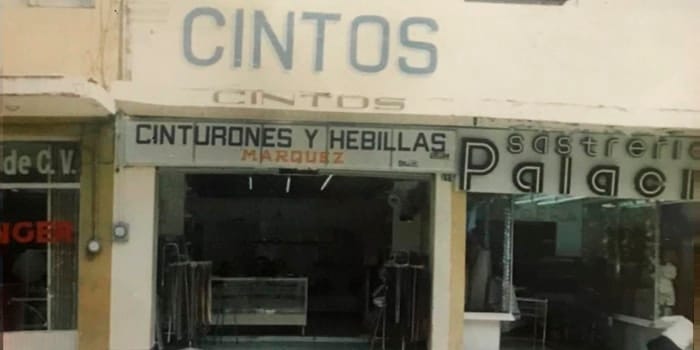 CINTOS
CINTOS
CINTURONES Y HEBILLAS
MARQUEZ
de C.V.
NGER
sastreria
Palaci